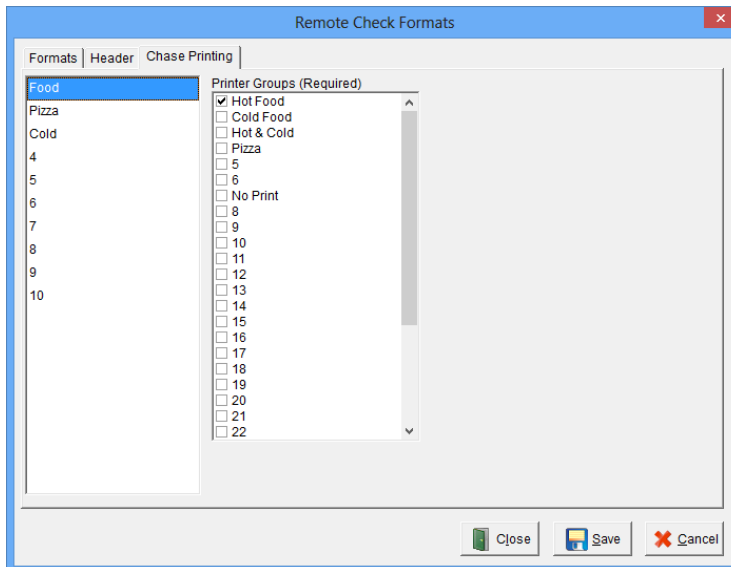 Remote Check Formats
Formats Header Chase Printing
Food
Pizza
Cold
4
5
6
7
8
9
10
Printer Groups (Required)
Hot Food
Cold Food
Hot & Cold
Pizza
5
6
No Print
8
9
10
11
12
13
14
15
16
17
18
19
20
21
22
Close Save Cancel